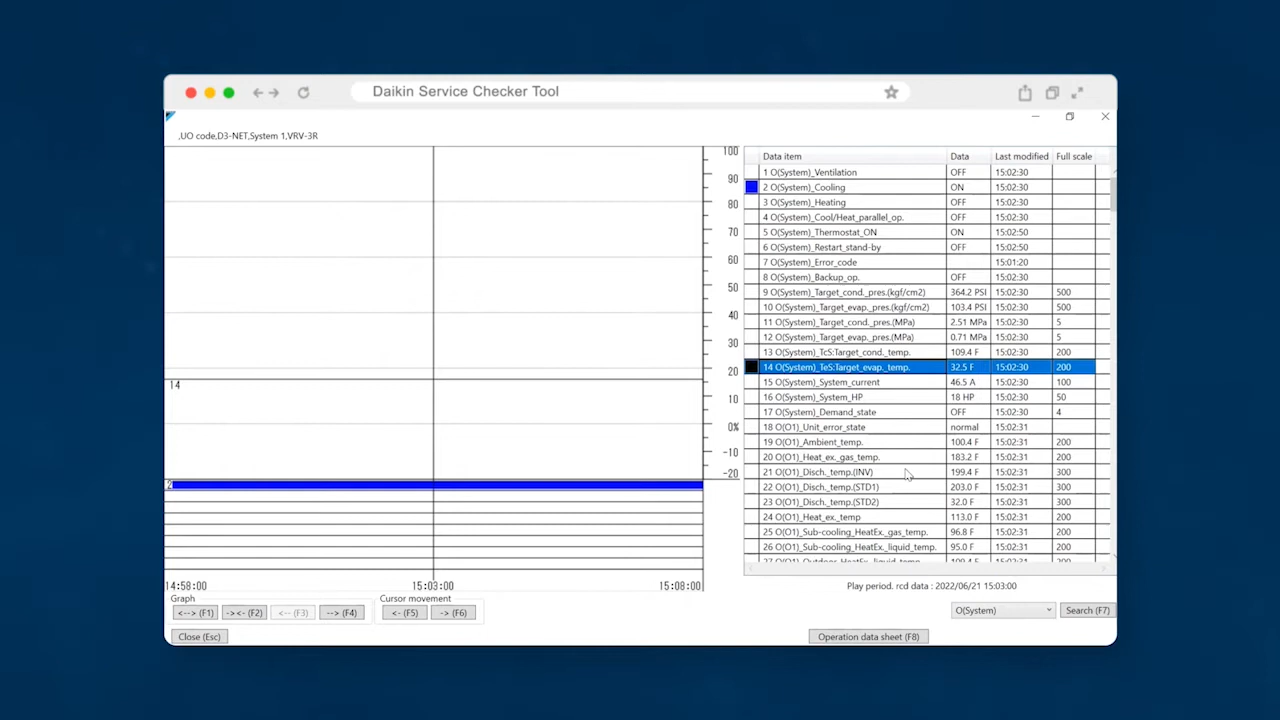 Daikin Service Checker Tool
,UO code,D3-NET,System 1,VRV-3R
100
90
80
70
60
50
40
30
20
10
0%
-10
-20
14
2
14:58:00 15:03:00 15:08:00
Data item Data Last modified Full scale
1 O(System)_Ventilation OFF 15:02:30
2 O(System)_Cooling ON 15:02:30
3 O(System)_Heating OFF 15:02:30
4 O(System)_Cool/Heat_parallel_op. OFF 15:02:30
5 O(System)_Thermostat_ON ON 15:02:50
6 O(System)_Restart_stand-by OFF 15:02:50
7 O(System)_Error_code 15:01:20
8 O(System)_Backup_op. OFF 15:02:30
9 O(System)_Target_cond._pres.(kgf/cm2) 364.2 PSI 15:02:30 500
10 O(System)_Target_evap._pres.(kgf/cm2) 103.4 PSI 15:02:30 500
11 O(System)_Target_cond._pres.(MPa) 2.51 MPa 15:02:30 5
12 O(System)_Target_evap._pres.(MPa) 0.71 MPa 15:02:30 5
13 O(System)_TcS:Target_cond._temp. 109.4 F 15:02:30 200
14 O(System)_TeS:Target_evap._temp. 32.5 F 15:02:30 200
15 O(System)_System_current 46.5 A 15:02:30 100
16 O(System)_System_HP 18 HP 15:02:30 50
17 O(System)_Demand_state OFF 15:02:30 4
18 O(O1)_Unit_error_state normal 15:02:31
19 O(O1)_Ambient_temp. 100.4 F 15:02:31 200
20 O(O1)_Heat_ex._gas_temp. 183.2 F 15:02:31 200
21 O(O1)_Disch._temp.(INV) 199.4 F 15:02:31 300
22 O(O1)_Disch._temp.(STD1) 203.0 F 15:02:31 300
23 O(O1)_Disch._temp.(STD2) 32.0 F 15:02:31 300
24 O(O1)_Heat_ex._temp 113.0 F 15:02:31 200
25 O(O1)_Sub-cooling_HeatEx._gas_temp. 96.8 F 15:02:31 200
26 O(O1)_Sub-cooling_HeatEx._liquid_temp. 95.0 F 15:02:31 200
27 O(O1)_Outdoor_HeatEx._liquid_temp. 109.4 F 15:02:31 200
Play period. rcd data : 2022/06/21 15:03:00
Graph Cursor movement
<--> (F1) -><- (F2) <-- (F3) --> (F4) <- (F5) -> (F6)
O(System) Search (F7)
Close (Esc) Operation data sheet (F8)